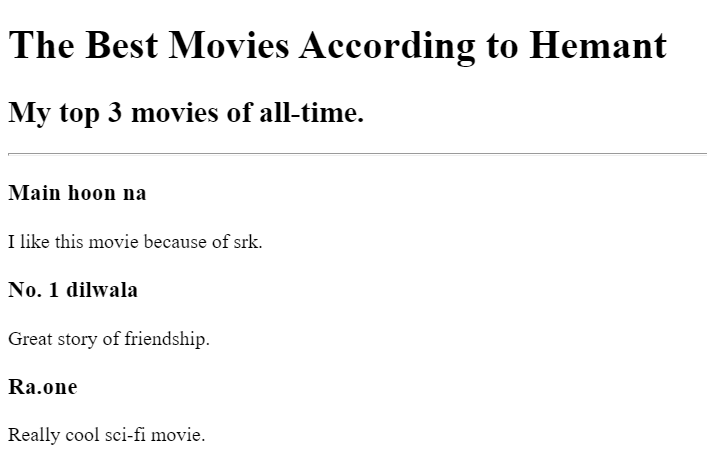 The Best Movies According to Hemant
My top 3 movies of all-time.
Main hoon na
I like this movie because of srk.
No. 1 dilwala
Great story of friendship.
Ra.one
Really cool sci-fi movie.